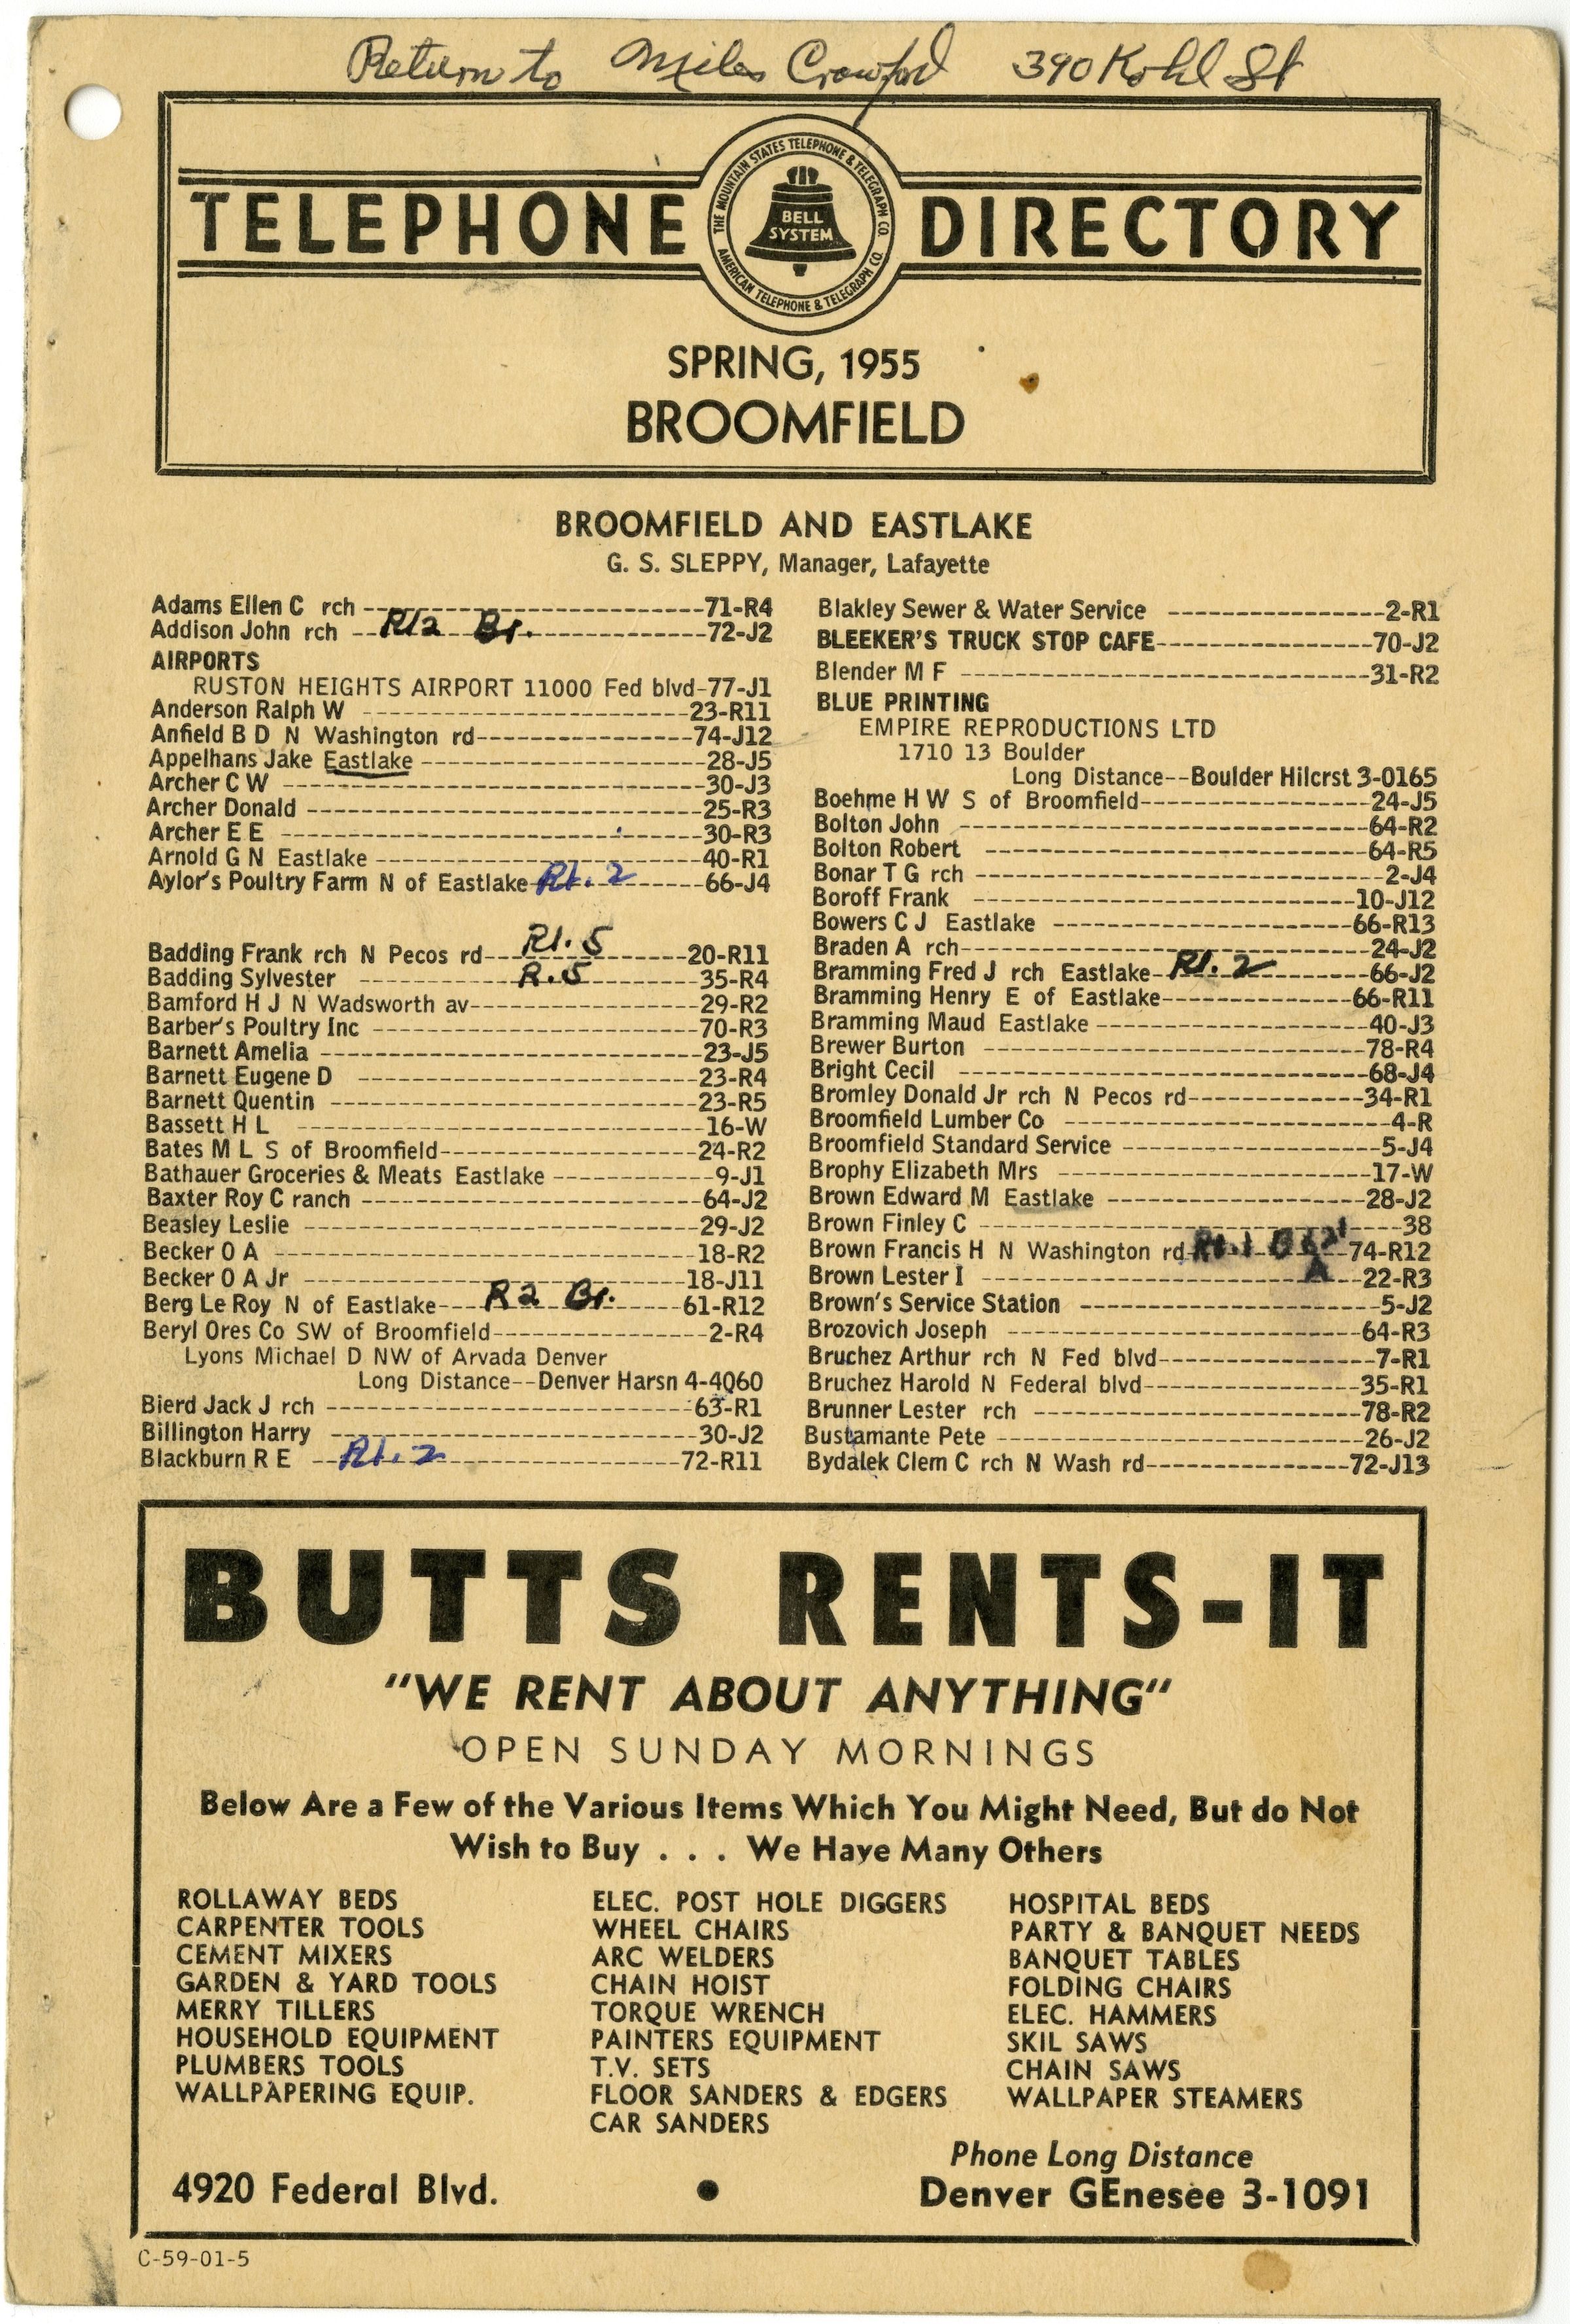 Return to Miles Crawford 390 Kohl St
TELEPHONE DIRECTORY
THE MOUNTAIN STATES TELEPHONE & TELEGRAPH CO.
BELL
SYSTEM
AMERICAN TELEPHONE & TELEGRAPH CO.
SPRING, 1955
BROOMFIELD
BROOMFIELD AND EASTLAKE
G. S. SLEPPY, Manager, Lafayette
Adams Ellen C rch ----------71-R4
Addison John rch --Rt2 Br.----------72-J2
AIRPORTS
RUSTON HEIGHTS AIRPORT 11000 Fed blvd-77-J1
Anderson Ralph W ----------23-R11
Anfield B D N Washington rd----------74-J12
Appelhans Jake Eastlake ----------28-J5
Archer C W ----------30-J3
Archer Donald ----------25-R3
Archer E E ----------30-R3
Arnold G N Eastlake ----------40-R1
Aylor's Poultry Farm N of Eastlake-Rt. 2------66-J4
Badding Frank rch N Pecos rd--Rt. 5--------20-R11
Badding Sylvester ------R.5------35-R4
Bamford H J N Wadsworth av----------29-R2
Barber's Poultry Inc ----------70-R3
Barnett Amelia ----------23-J5
Barnett Eugene D ----------23-R4
Barnett Quentin ----------23-R5
Bassett H L ----------16-W
Bates M L S of Broomfield----------24-R2
Bathauer Groceries & Meats Eastlake ----------9-J1
Baxter Roy C ranch ----------64-J2
Beasley Leslie ----------29-J2
Becker O A ----------18-R2
Becker O A Jr ----------18-J11
Berg Le Roy N of Eastlake---R2 Br.-----61-R12
Beryl Ores Co SW of Broomfield----------2-R4
Lyons Michael D NW of Arvada Denver
Long Distance--Denver Harsn 4-4060
Bierd Jack J rch ----------63-R1
Billington Harry ----------30-J2
Blackburn R E --Rt. 2----------72-R11
Blakley Sewer & Water Service ----------2-R1
BLEEKER'S TRUCK STOP CAFE----------70-J2
Blender M F ----------31-R2
BLUE PRINTING
EMPIRE REPRODUCTIONS LTD
1710 13 Boulder
Long Distance--Boulder Hilcrst 3-0165
Boehme H W S of Broomfield----------24-J5
Bolton John ----------64-R2
Bolton Robert ----------64-R5
Bonar T G rch ----------2-J4
Boroff Frank ----------10-J12
Bowers C J Eastlake ----------66-R13
Braden A rch----------24-J2
Bramming Fred J rch Eastlake-Rt. 2------66-J2
Bramming Henry E of Eastlake----------66-R11
Bramming Maud Eastlake ----------40-J3
Brewer Burton ----------78-R4
Bright Cecil ----------68-J4
Bromley Donald Jr rch N Pecos rd----------34-R1
Broomfield Lumber Co ----------4-R
Broomfield Standard Service ----------5-J4
Brophy Elizabeth Mrs ----------17-W
Brown Edward M Eastlake ----------28-J2
Brown Finley C ----------38
Brown Francis H N Washington rd-Rt.1 --74-R12
Brown Lester I ----------22-R3
Brown's Service Station ----------5-J2
Brozovich Joseph ----------64-R3
Bruchez Arthur rch N Fed blvd----------7-R1
Bruchez Harold N Federal blvd----------35-R1
Brunner Lester rch ----------78-R2
Bustamante Pete ----------26-J2
Bydalek Clem C rch N Wash rd----------72-J13
BUTTS RENTS-IT
"WE RENT ABOUT ANYTHING"
OPEN SUNDAY MORNINGS
Below Are a Few of the Various Items Which You Might Need, But do Not
Wish to Buy . . . We Have Many Others
ROLLAWAY BEDS
CARPENTER TOOLS
CEMENT MIXERS
GARDEN & YARD TOOLS
MERRY TILLERS
HOUSEHOLD EQUIPMENT
PLUMBERS TOOLS
WALLPAPERING EQUIP.
ELEC. POST HOLE DIGGERS
WHEEL CHAIRS
ARC WELDERS
CHAIN HOIST
TORQUE WRENCH
PAINTERS EQUIPMENT
T.V. SETS
FLOOR SANDERS & EDGERS
CAR SANDERS
HOSPITAL BEDS
PARTY & BANQUET NEEDS
BANQUET TABLES
FOLDING CHAIRS
ELEC. HAMMERS
SKIL SAWS
CHAIN SAWS
WALLPAPER STEAMERS
4920 Federal Blvd.
●
Phone Long Distance
Denver GEnesee 3-1091
C-59-01-5